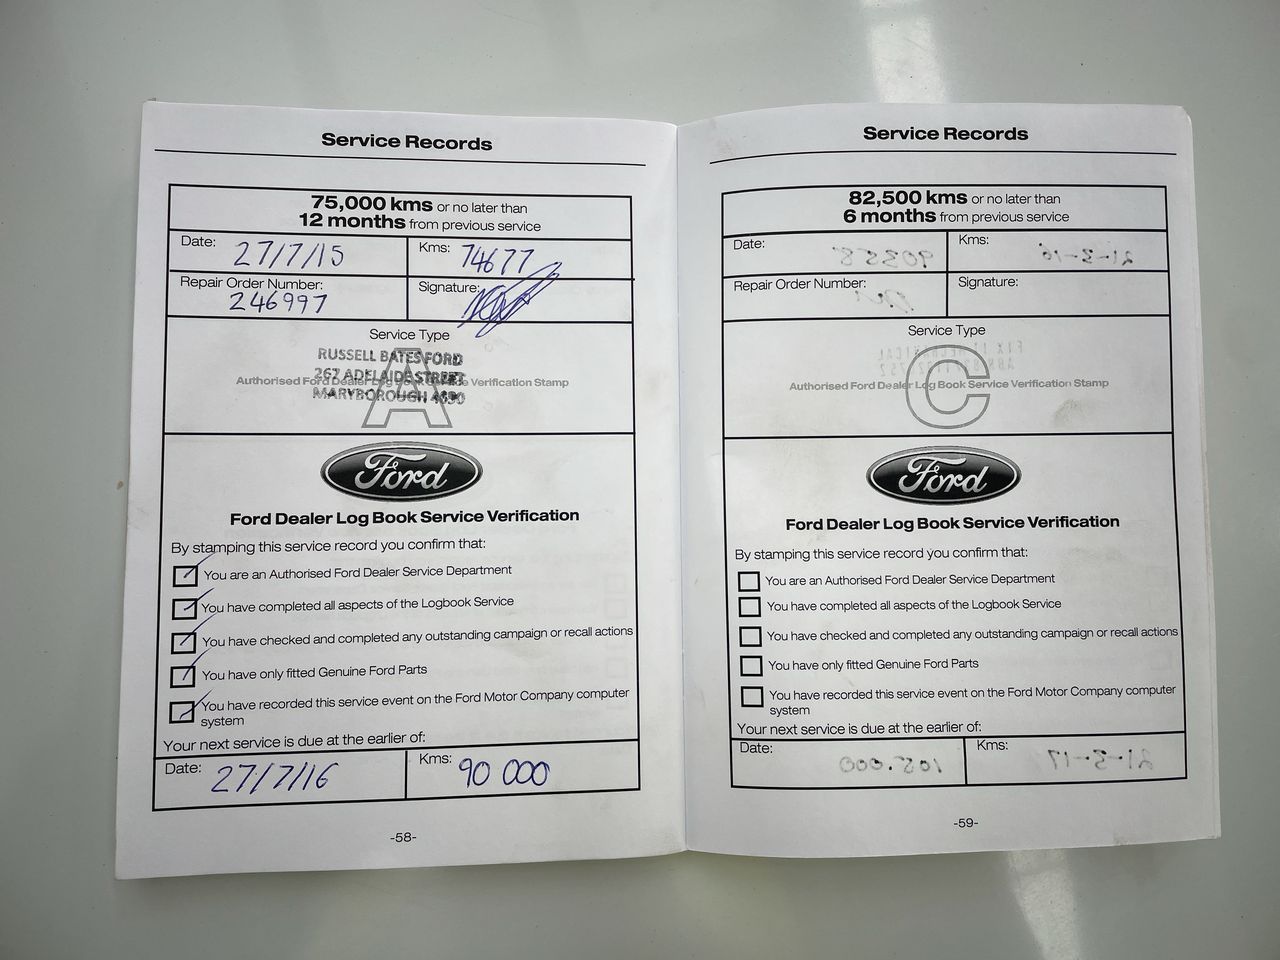 Service Records
75,000 kms or no later than
12 months from previous service
Date: 27/7/15
Kms: 74677
Repair Order Number:
246997
Signature:
Service Type
RUSSELL BATES FORD
262 ADELAIDE STREET
Authorised Ford Dealer Log Book Service Verification Stamp
MARYBOROUGH 4650
A
Ford
Ford Dealer Log Book Service Verification
By stamping this service record you confirm that:
You are an Authorised Ford Dealer Service Department
You have completed all aspects of the Logbook Service
You have checked and completed any outstanding campaign or recall actions
You have only fitted Genuine Ford Parts
You have recorded this service event on the Ford Motor Company computer
system
Your next service is due at the earlier of:
Date: 27/7/16
Kms: 90 000
-58-
Service Records
82,500 kms or no later than
6 months from previous service
Date:
Kms:
Repair Order Number:
Signature:
Service Type
Authorised Ford Dealer Log Book Service Verification Stamp
C
Ford
Ford Dealer Log Book Service Verification
By stamping this service record you confirm that:
You are an Authorised Ford Dealer Service Department
You have completed all aspects of the Logbook Service
You have checked and completed any outstanding campaign or recall actions
You have only fitted Genuine Ford Parts
You have recorded this service event on the Ford Motor Company computer
system
Your next service is due at the earlier of:
Date:
Kms:
-59-